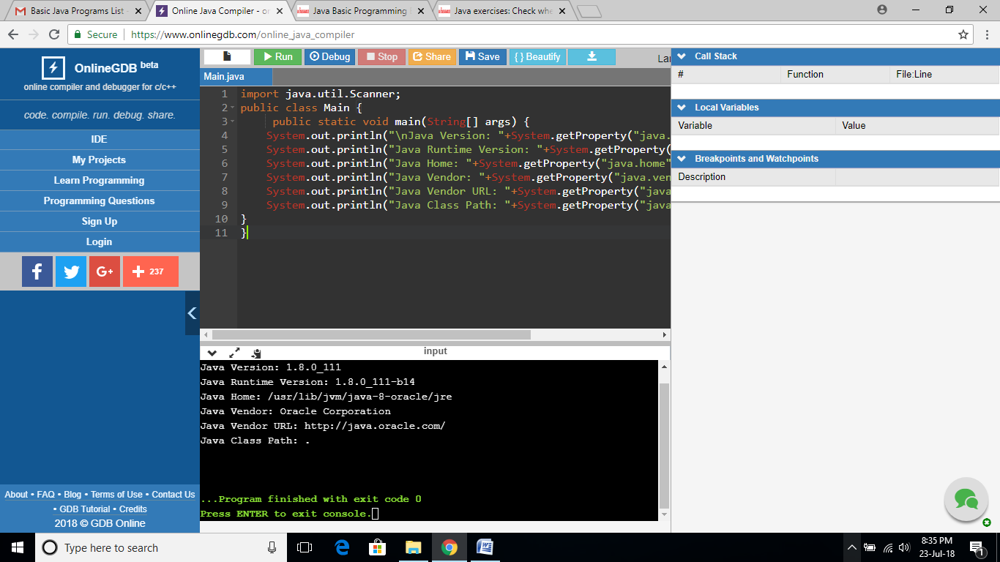 Basic Java Programs List -
Online Java Compiler - on
Java Basic Programming
Java exercises: Check whe
Secure
https://www.onlinegdb.com/online_java_compiler
OnlineGDB beta
online compiler and debugger for c/c++
code. compile. run. debug. share.
IDE
My Projects
Learn Programming
Programming Questions
Sign Up
Login
f G+ + 237
About • FAQ • Blog • Terms of Use • Contact Us
• GDB Tutorial • Credits
2018 © GDB Online
Run Debug Stop Share Save { } Beautify Lan
Main.java
1 import java.util.Scanner;
2 public class Main {
3 public static void main(String[] args) {
4 System.out.println("\nJava Version: "+System.getProperty("java.
5 System.out.println("Java Runtime Version: "+System.getProperty(
6 System.out.println("Java Home: "+System.getProperty("java.home"
7 System.out.println("Java Vendor: "+System.getProperty("java.ven
8 System.out.println("Java Vendor URL: "+System.getProperty("java
9 System.out.println("Java Class Path: "+System.getProperty("java
10 }
11 }
input
Java Version: 1.8.0_111
Java Runtime Version: 1.8.0_111-b14
Java Home: /usr/lib/jvm/java-8-oracle/jre
Java Vendor: Oracle Corporation
Java Vendor URL: http://java.oracle.com/
Java Class Path: .
...Program finished with exit code 0
Press ENTER to exit console.
Call Stack
# Function File:Line
Local Variables
Variable Value
Breakpoints and Watchpoints
Description
Type here to search
8:35 PM
23-Jul-18
1